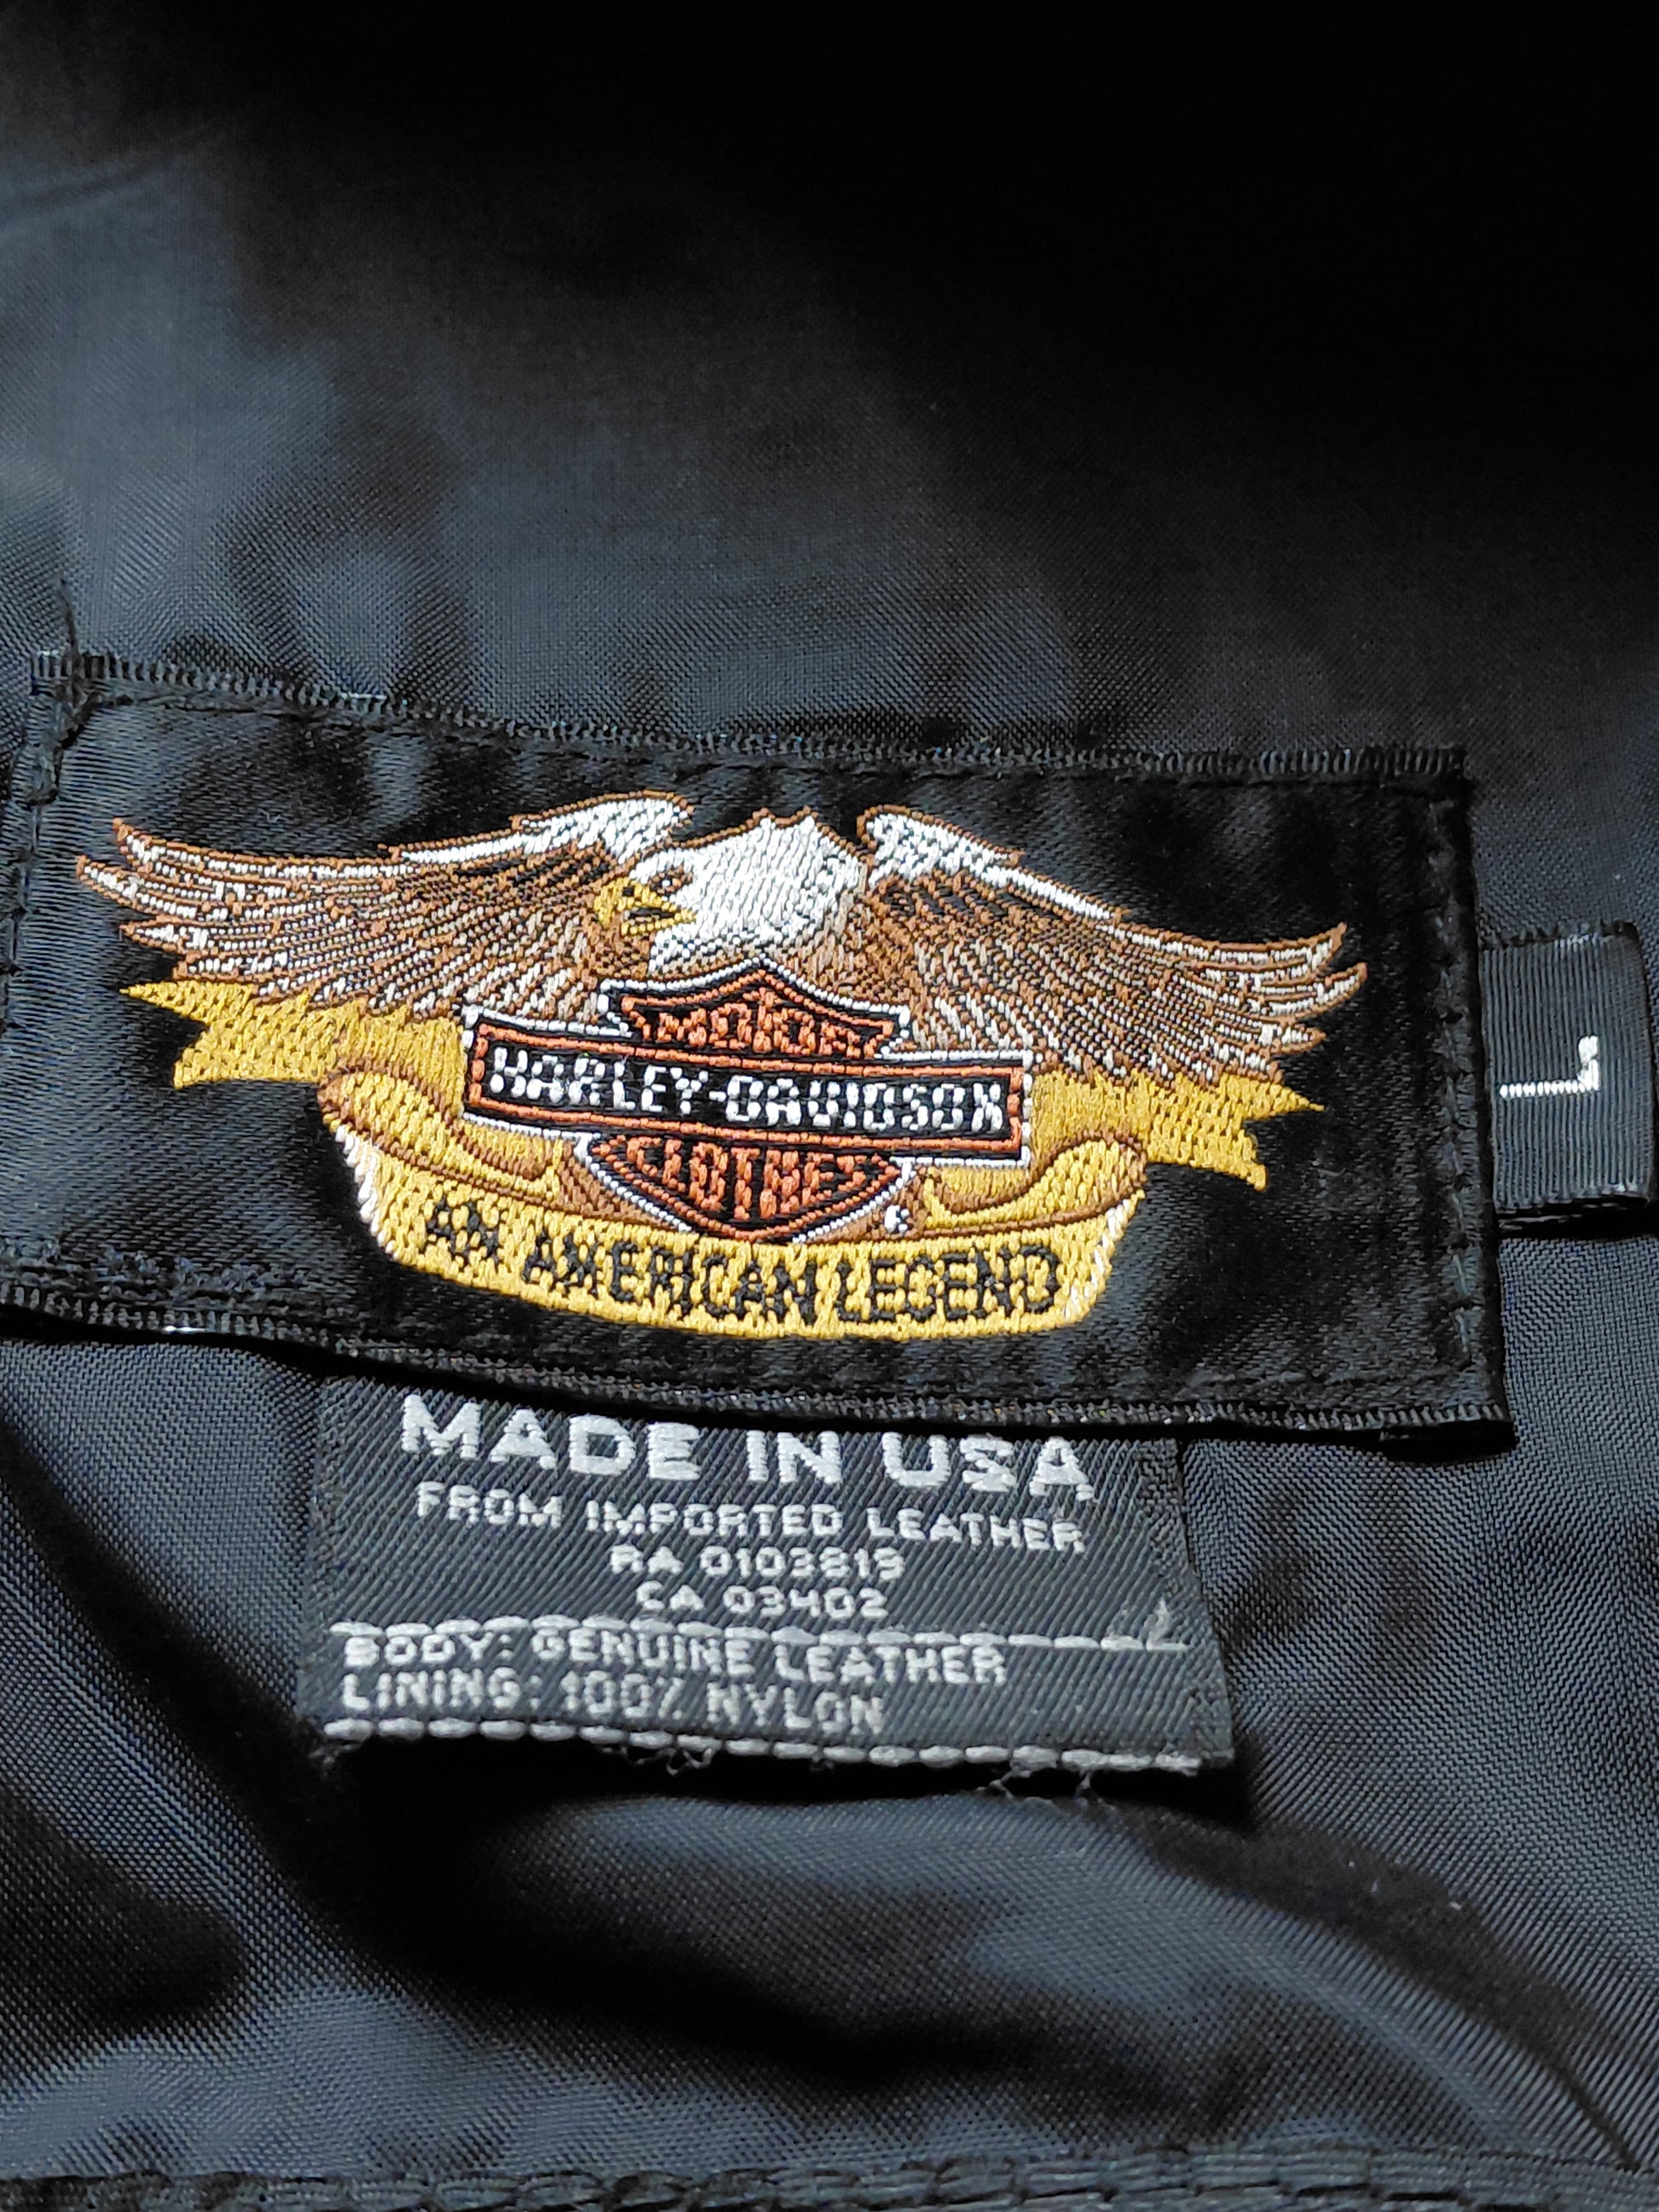 MOTOR
HARLEY-DAVIDSON
CLOTHES
®
AN AMERICAN LEGEND
L
MADE IN USA
FROM IMPORTED LEATHER
RA 0103819
CA 03402
BODY: GENUINE LEATHER
LINING: 100% NYLON